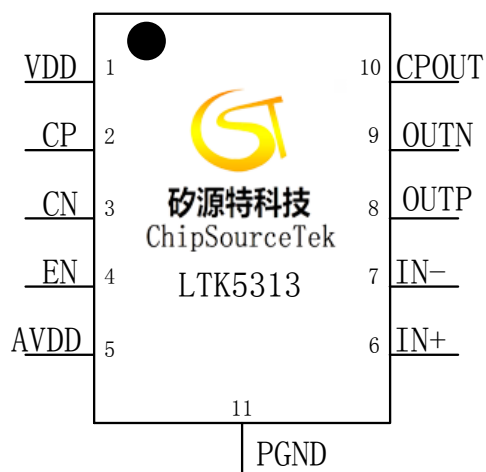 VDD 1 10 CPOUT
CP 2 9 OUTN
CN 3 8 OUTP
矽源特科技
ChipSourceTek
EN 4 LTK5313 7 IN-
AVDD 5 6 IN+
11
PGND